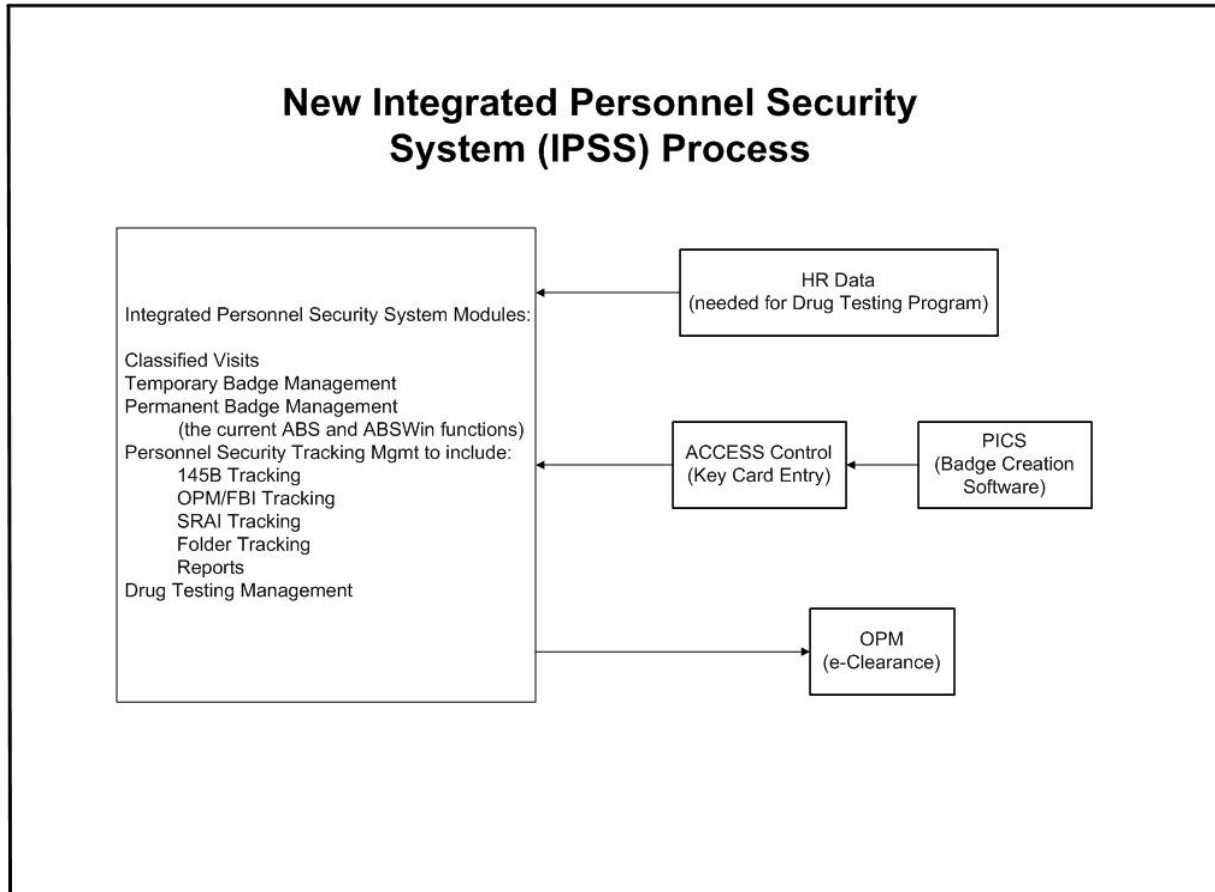 New Integrated Personnel Security
System (IPSS) Process
Integrated Personnel Security System Modules:
Classified Visits
Temporary Badge Management
Permanent Badge Management
(the current ABS and ABSWin functions)
Personnel Security Tracking Mgmt to include:
145B Tracking
OPM/FBI Tracking
SRAI Tracking
Folder Tracking
Reports
Drug Testing Management
HR Data
(needed for Drug Testing Program)
ACCESS Control
(Key Card Entry)
PICS
(Badge Creation
Software)
OPM
(e-Clearance)